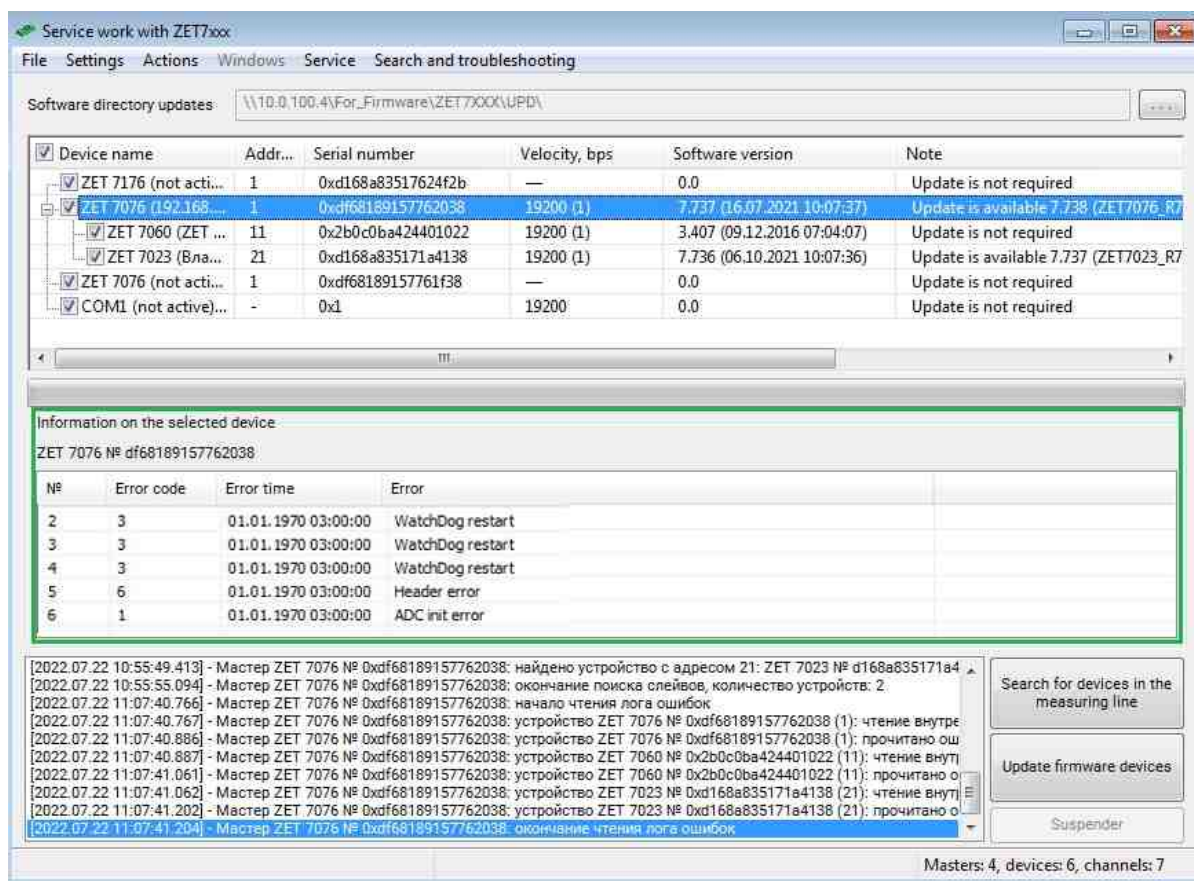 Service work with ZET7xxx
File Settings Actions Windows Service Search and troubleshooting
Software directory updates \\10.0.100.4\For_Firmware\ZET7XXX\UPD\ ...
Device name Addr... Serial number Velocity, bps Software version Note
ZET 7176 (not acti... 1 0xd168a83517624f2b — 0.0 Update is not required
ZET 7076 (192.168.... 1 0xdf68189157762038 19200 (1) 7.737 (16.07.2021 10:07:37) Update is available 7.738 (ZET7076_R7
ZET 7060 (ZET ... 11 0x2b0c0ba424401022 19200 (1) 3.407 (09.12.2016 07:04:07) Update is not required
ZET 7023 (Вла... 21 0xd168a835171a4138 19200 (1) 7.736 (06.10.2021 10:07:36) Update is available 7.737 (ZET7023_R7
ZET 7076 (not acti... 1 0xdf68189157761f38 — 0.0 Update is not required
COM1 (not active)... - 0x1 19200 0.0 Update is not required
Information on the selected device
ZET 7076 № df68189157762038
№ Error code Error time Error
2 3 01.01.1970 03:00:00 WatchDog restart
3 3 01.01.1970 03:00:00 WatchDog restart
4 3 01.01.1970 03:00:00 WatchDog restart
5 6 01.01.1970 03:00:00 Header error
6 1 01.01.1970 03:00:00 ADC init error
[2022.07.22 10:55:49.413] - Мастер ZET 7076 № 0xdf68189157762038: найдено устройство с адресом 21: ZET 7023 № d168a835171a4
[2022.07.22 10:55:55.094] - Мастер ZET 7076 № 0xdf68189157762038: окончание поиска слейвов, количество устройств: 2
[2022.07.22 11:07:40.766] - Мастер ZET 7076 № 0xdf68189157762038: начало чтения лога ошибок
[2022.07.22 11:07:40.767] - Мастер ZET 7076 № 0xdf68189157762038: устройство ZET 7076 № 0xdf68189157762038 (1): чтение внутре
[2022.07.22 11:07:40.886] - Мастер ZET 7076 № 0xdf68189157762038: устройство ZET 7076 № 0xdf68189157762038 (1): прочитано ош
[2022.07.22 11:07:40.887] - Мастер ZET 7076 № 0xdf68189157762038: устройство ZET 7060 № 0x2b0c0ba424401022 (11): чтение внут
[2022.07.22 11:07:41.061] - Мастер ZET 7076 № 0xdf68189157762038: устройство ZET 7060 № 0x2b0c0ba424401022 (11): прочитано о
[2022.07.22 11:07:41.062] - Мастер ZET 7076 № 0xdf68189157762038: устройство ZET 7023 № 0xd168a835171a4138 (21): чтение внут
[2022.07.22 11:07:41.202] - Мастер ZET 7076 № 0xdf68189157762038: устройство ZET 7023 № 0xd168a835171a4138 (21): прочитано о
[2022.07.22 11:07:41.204] - Мастер ZET 7076 № 0xdf68189157762038: окончание чтения лога ошибок
Search for devices in the
measuring line
Update firmware devices
Suspender
Masters: 4, devices: 6, channels: 7